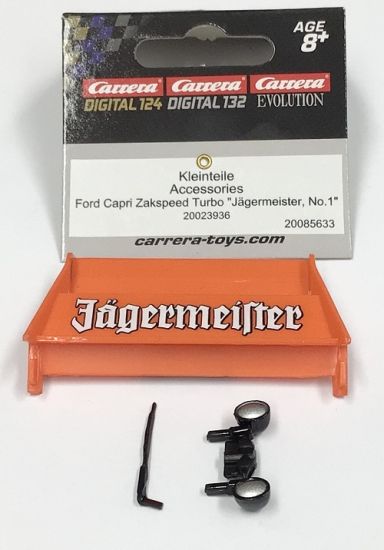 AGE
8+
Carrera Carrera Carrera
DIGITAL 124 DIGITAL 132 EVOLUTION
Kleinteile
Accessories
Ford Capri Zakspeed Turbo "Jägermeister, No.1"
20023936
20085633
carrera-toys.com
Jägermeiſter